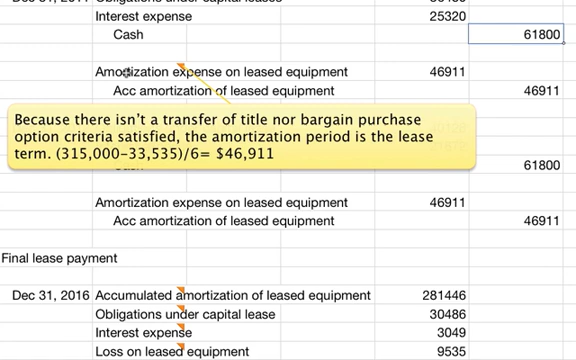 Interest expense 25320
Cash 61800
Amortization expense on leased equipment 46911
Acc amortization of leased equipment 46911
Because there isn't a transfer of title nor bargain purchase
option criteria satisfied, the amortization period is the lease
term. (315,000-33,535)/6= $46,911
Cash 61800
Amortization expense on leased equipment 46911
Acc amortization of leased equipment 46911
Final lease payment
Dec 31, 2016 Accumulated amortization of leased equipment 281446
Obligations under capital lease 30486
Interest expense 3049
Loss on leased equipment 9535